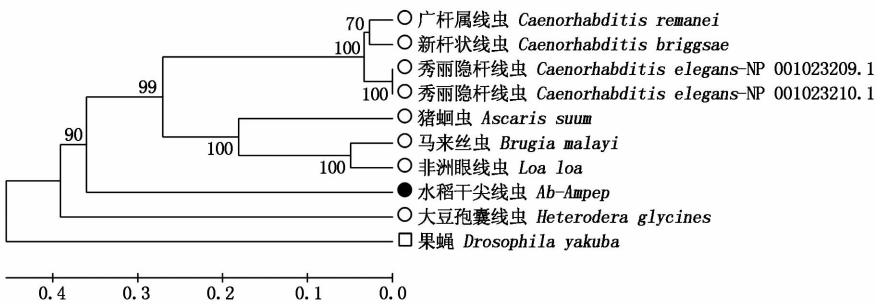 70
广杆属线虫 Caenorhabditis remanei
100
新杆状线虫 Caenorhabditis briggsae
99
秀丽隐杆线虫 Caenorhabditis elegans-NP 001023209.1
100
秀丽隐杆线虫 Caenorhabditis elegans-NP 001023210.1
猪蛔虫 Ascaris suum
90
100
马来丝虫 Brugia malayi
100
非洲眼线虫 Loa loa
水稻干尖线虫 Ab-Ampep
大豆孢囊线虫 Heterodera glycines
果蝇 Drosophila yakuba
0.4 0.3 0.2 0.1 0.0